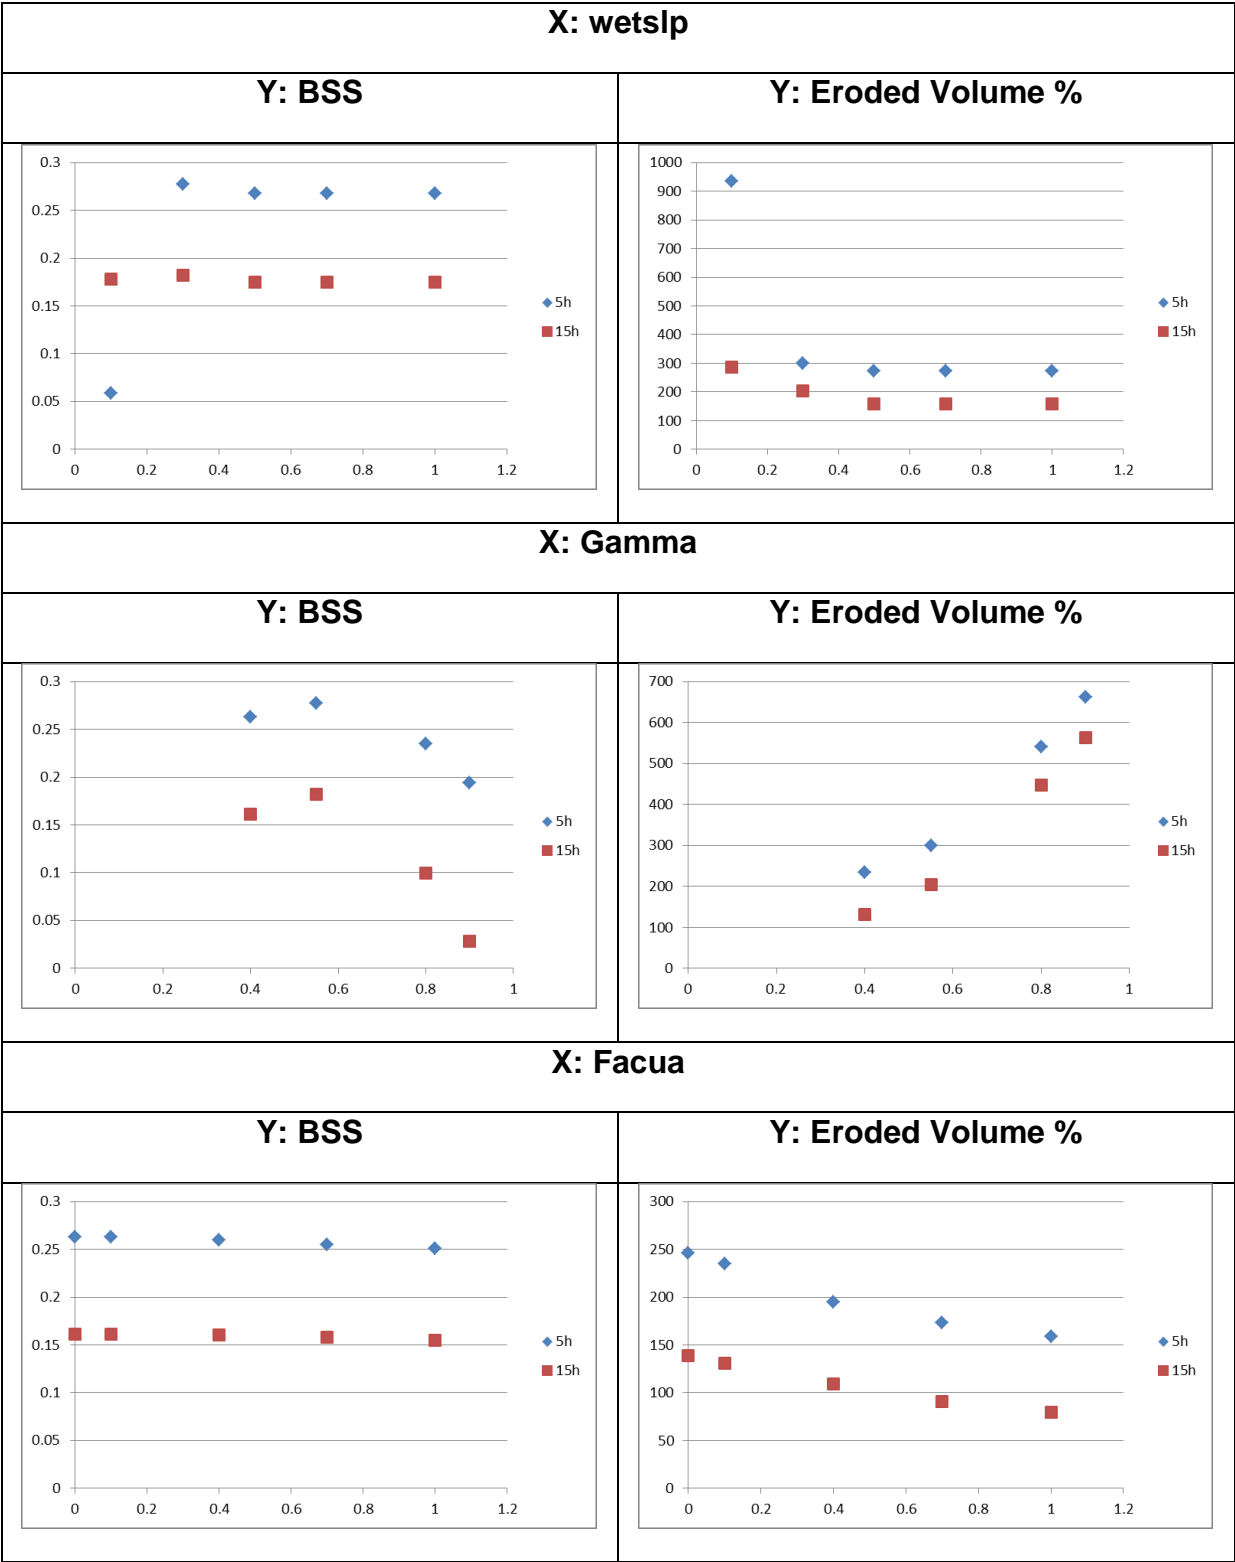 X: wetslp
Y: BSS
Y: Eroded Volume %
0.3
0.25
0.2
0.15
0.1
0.05
0
0 0.2 0.4 0.6 0.8 1 1.2
5h
15h
1000
900
800
700
600
500
400
300
200
100
0
0 0.2 0.4 0.6 0.8 1 1.2
5h
15h
X: Gamma
Y: BSS
Y: Eroded Volume %
0.3
0.25
0.2
0.15
0.1
0.05
0
0 0.2 0.4 0.6 0.8 1
5h
15h
700
600
500
400
300
200
100
0
0 0.2 0.4 0.6 0.8 1
5h
15h
X: Facua
Y: BSS
Y: Eroded Volume %
0.3
0.25
0.2
0.15
0.1
0.05
0
0 0.2 0.4 0.6 0.8 1 1.2
5h
15h
300
250
200
150
100
50
0
0 0.2 0.4 0.6 0.8 1 1.2
5h
15h